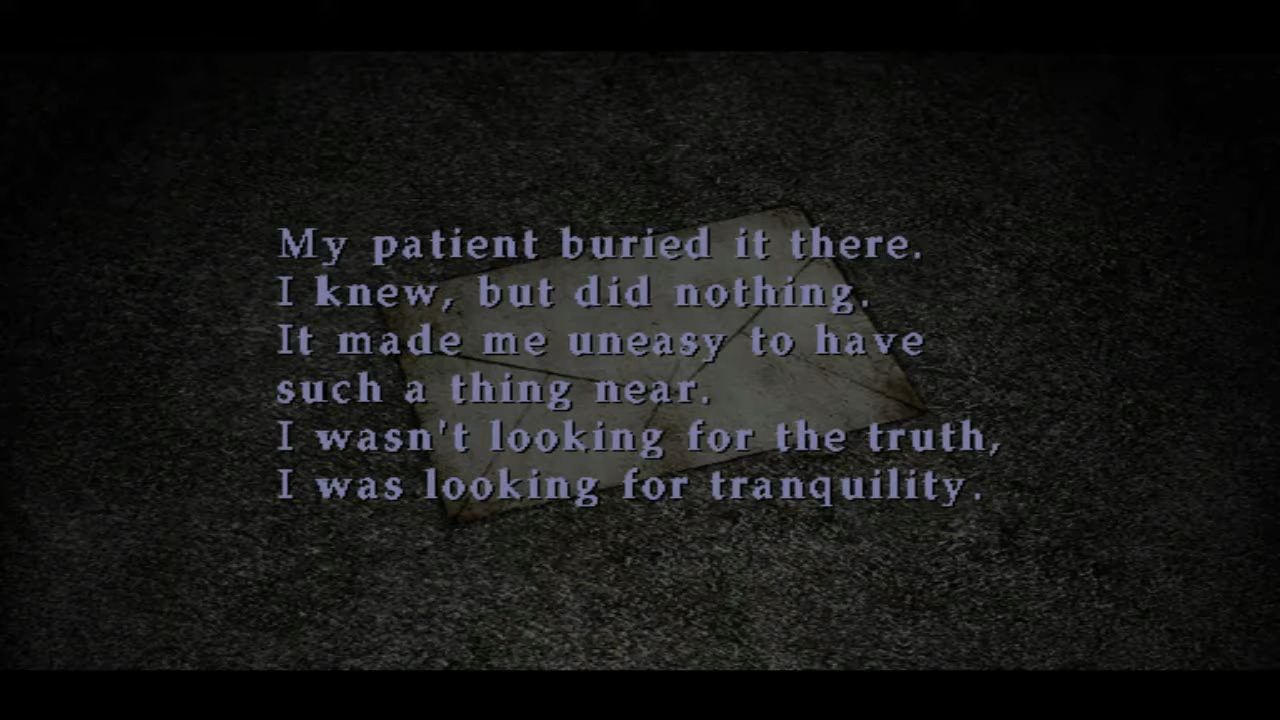 My patient buried it there.
I knew, but did nothing.
It made me uneasy to have
such a thing near.
I wasn't looking for the truth,
I was looking for tranquility.